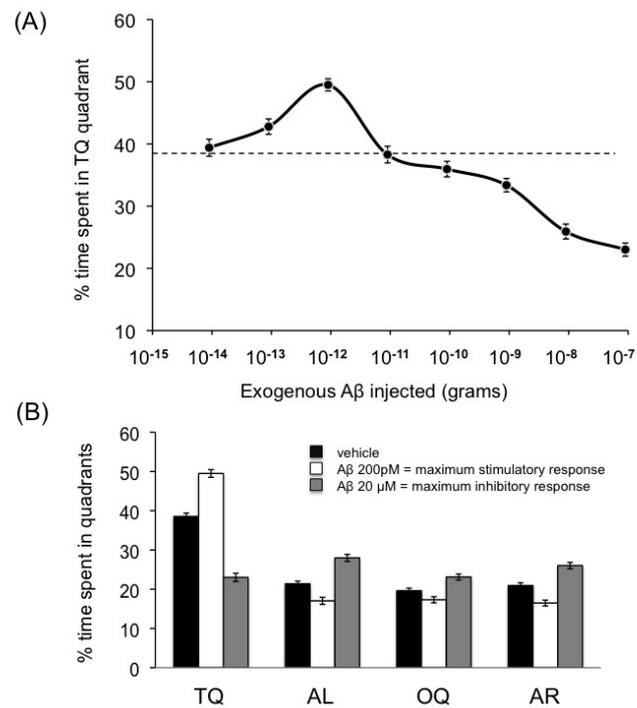 (A)
60
50
40
30
20
10
% time spent in TQ quadrant
10-15 10-14 10-13 10-12 10-11 10-10 10-9 10-8 10-7
Exogenous Aβ injected (grams)
(B)
60
50
40
30
20
10
0
% time spent in quadrants
vehicle
Aβ 200pM = maximum stimulatory response
Aβ 20 µM = maximum inhibitory response
TQ AL OQ AR